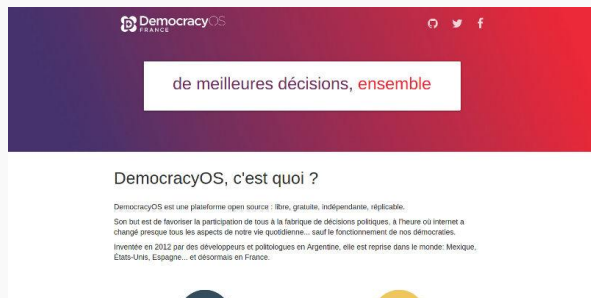 DemocracyOS
FRANCE
de meilleures décisions, ensemble
DemocracyOS, c'est quoi ?
DemocracyOS est une plateforme open source : libre, gratuite, indépendante, réplicable.
Son but est de favoriser la participation de tous à la fabrique de décisions politiques, à l'heure où internet a
changé presque tous les aspects de notre vie quotidienne... sauf le fonctionnement de nos démocraties.
Inventée en 2012 par des développeurs et politologues en Argentine, elle est reprise dans le monde: Mexique,
États-Unis, Espagne... et désormais en France.